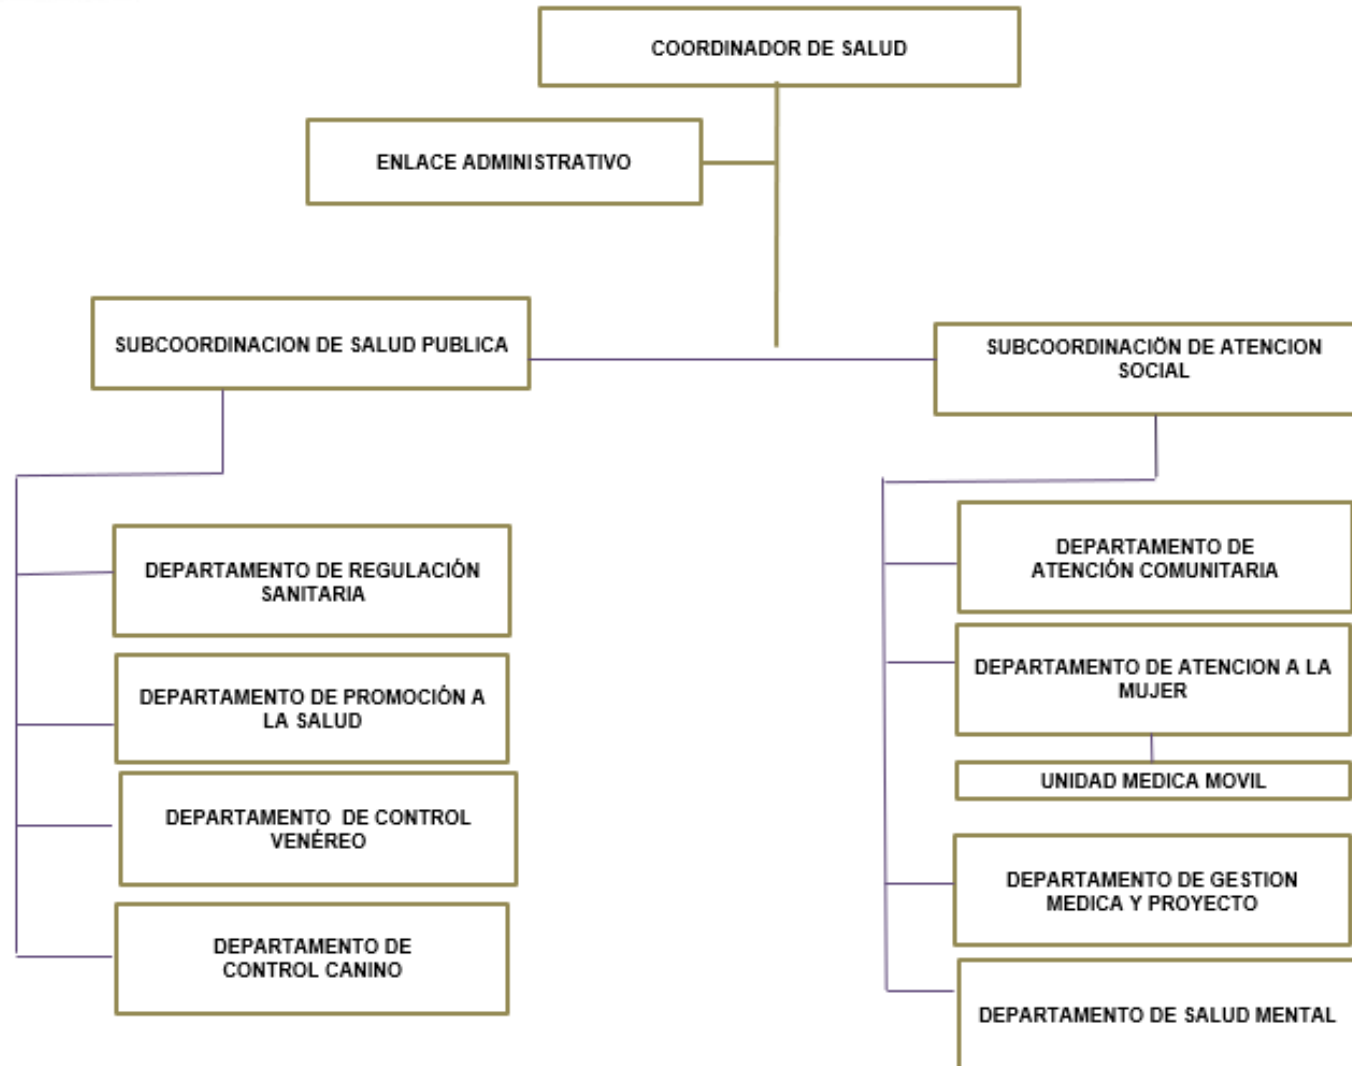 COORDINADOR DE SALUD
ENLACE ADMINISTRATIVO
SUBCOORDINACION DE SALUD PUBLICA
SUBCOORDINACIÖN DE ATENCION
SOCIAL
DEPARTAMENTO DE REGULACIÓN
SANITARIA
DEPARTAMENTO DE PROMOCIÓN A
LA SALUD
DEPARTAMENTO DE CONTROL
VENÉREO
DEPARTAMENTO DE
CONTROL CANINO
DEPARTAMENTO DE
ATENCIÓN COMUNITARIA
DEPARTAMENTO DE ATENCION A LA
MUJER
UNIDAD MEDICA MOVIL
DEPARTAMENTO DE GESTION
MEDICA Y PROYECTO
DEPARTAMENTO DE SALUD MENTAL